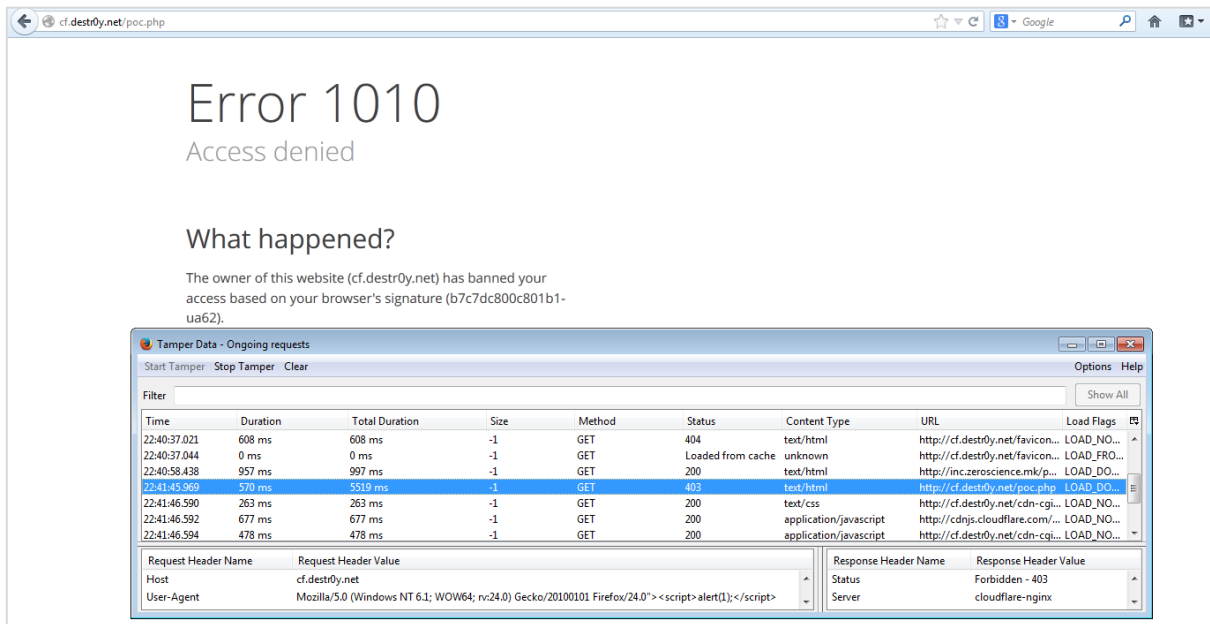 cf.destr0y.net/poc.php
Google
Error 1010
Access denied
What happened?
The owner of this website (cf.destr0y.net) has banned your
access based on your browser's signature (b7c7dc800c801b1-
ua62).
Tamper Data - Ongoing requests
Start Tamper Stop Tamper Clear Options Help
Filter Show All
Time Duration Total Duration Size Method Status Content Type URL Load Flags
22:40:37.021 608 ms 608 ms -1 GET 404 text/html http://cf.destr0y.net/favicon... LOAD_NO...
22:40:37.044 0 ms 0 ms -1 GET Loaded from cache unknown http://cf.destr0y.net/favicon... LOAD_FRO...
22:40:58.438 957 ms 997 ms -1 GET 200 text/html http://inc.zeroscience.mk/p... LOAD_DO...
22:41:45.969 570 ms 5519 ms -1 GET 403 text/html http://cf.destr0y.net/poc.php LOAD_DO...
22:41:46.590 263 ms 263 ms -1 GET 200 text/css http://cf.destr0y.net/cdn-cgi... LOAD_NO...
22:41:46.592 677 ms 677 ms -1 GET 200 application/javascript http://cdnjs.cloudflare.com/... LOAD_NO...
22:41:46.594 478 ms 478 ms -1 GET 200 application/javascript http://cf.destr0y.net/cdn-cgi... LOAD_NO...
Request Header Name Request Header Value Response Header Name Response Header Value
Host cf.destr0y.net Status Forbidden - 403
User-Agent Mozilla/5.0 (Windows NT 6.1; WOW64; rv:24.0) Gecko/20100101 Firefox/24.0"><script>alert(1);</script> Server cloudflare-nginx